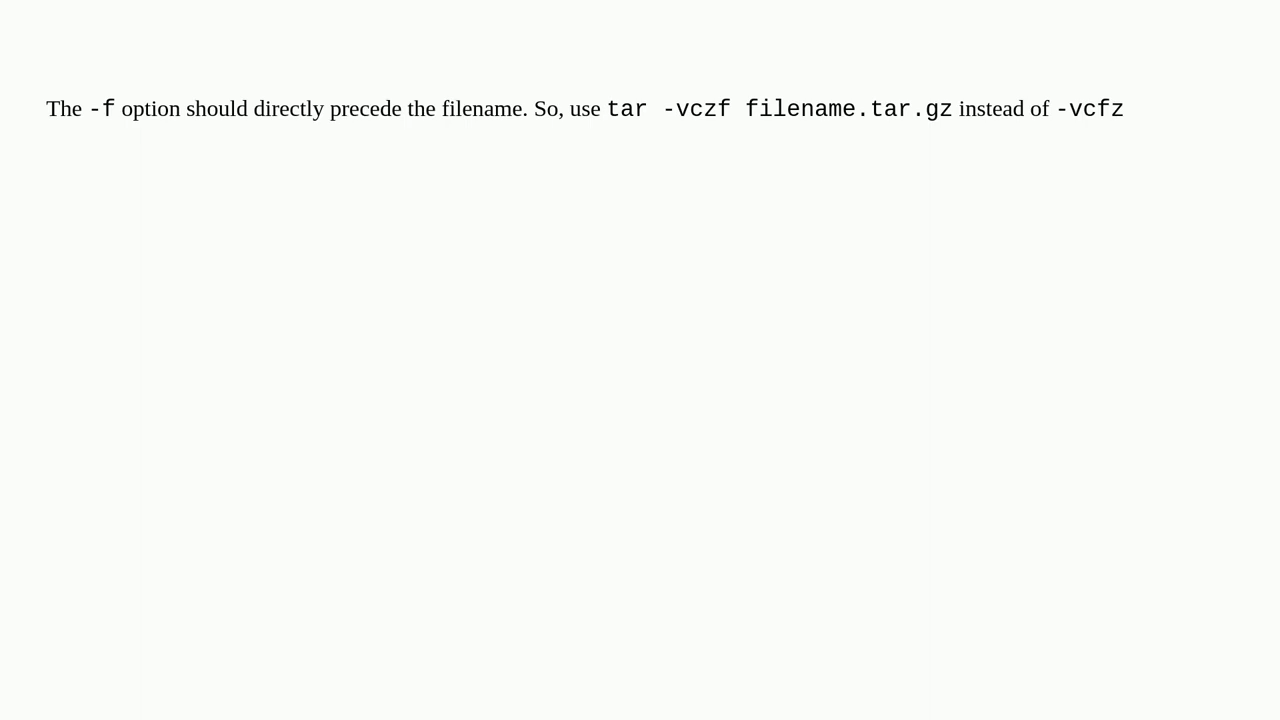 The -f option should directly precede the filename. So, use tar -vczf filename.tar.gz instead of -vcfz